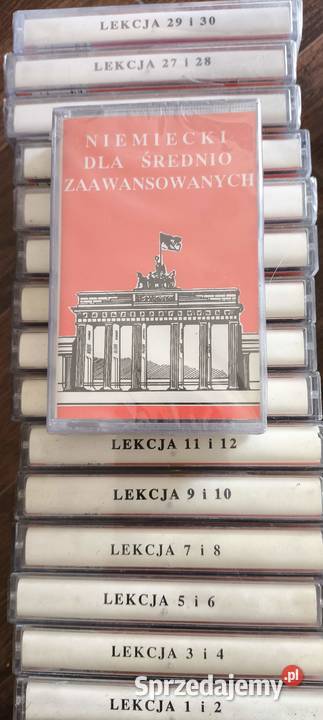 LEKCJA 29 i 30
LEKCJA 27 i 28
NIEMIECKI
DLA ŚREDNIO
ZAAWANSOWANYCH
LEKCJA 11 i 12
LEKCJA 9 i 10
LEKCJA 7 i 8
LEKCJA 5 i 6
LEKCJA 3 i 4
LEKCJA 1 i 2
Sprzedajemy.pl